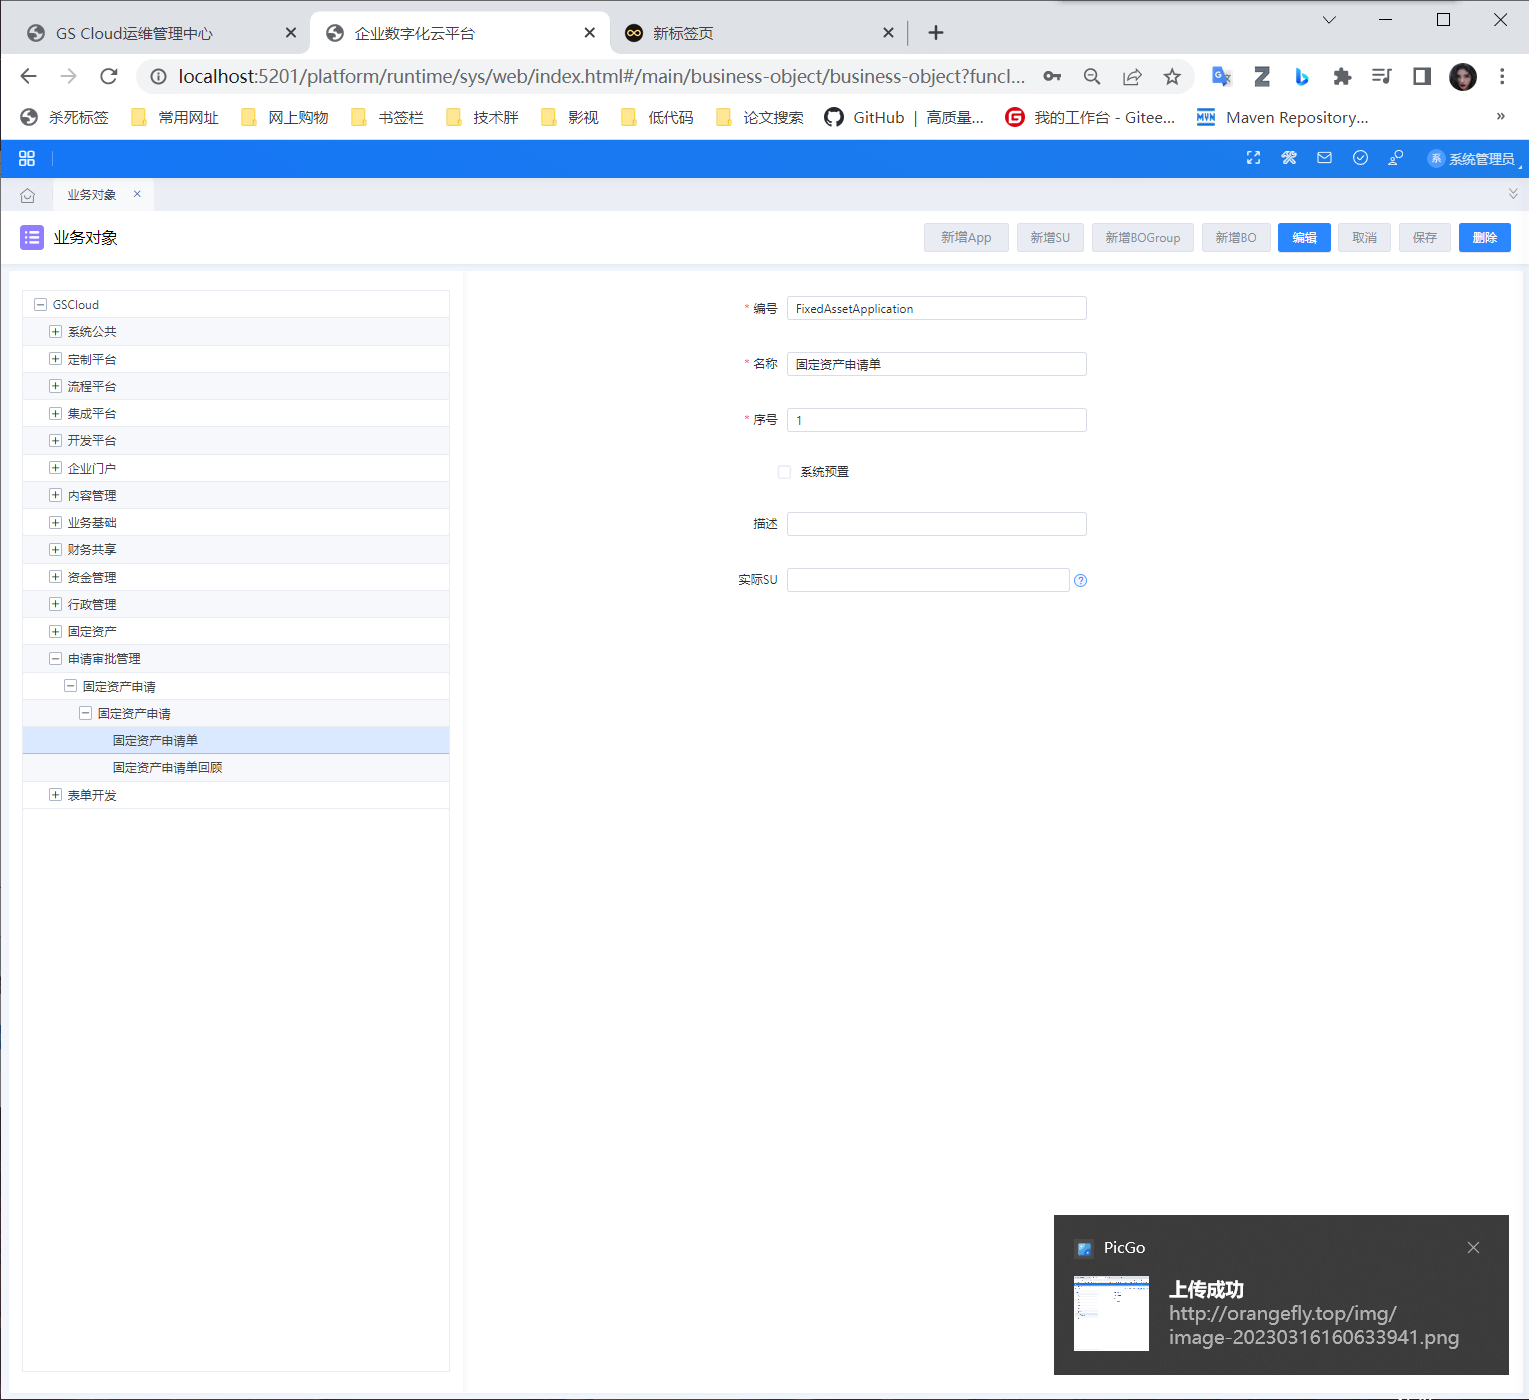 GS Cloud运维管理中心
企业数字化云平台
新标签页
localhost:5201/platform/runtime/sys/web/index.html#/main/business-object/business-object?funcI...
杀死标签
常用网址
网上购物
书签栏
技术胖
影视
低代码
论文搜索
GitHub | 高质量...
我的工作台 - Gitee...
Maven Repository...
系 系统管理员
业务对象
业务对象
新增App
新增SU
新增BOGroup
新增BO
编辑
取消
保存
删除
GSCloud
系统公共
定制平台
流程平台
集成平台
开发平台
企业门户
内容管理
业务基础
财务共享
资金管理
行政管理
固定资产
申请审批管理
固定资产申请
固定资产申请
固定资产申请单
固定资产申请单回顾
表单开发
* 编号 FixedAssetApplication
* 名称 固定资产申请单
* 序号 1
系统预置
描述
实际SU
PicGo
上传成功
http://orangefly.top/img/
image-20230316160633941.png